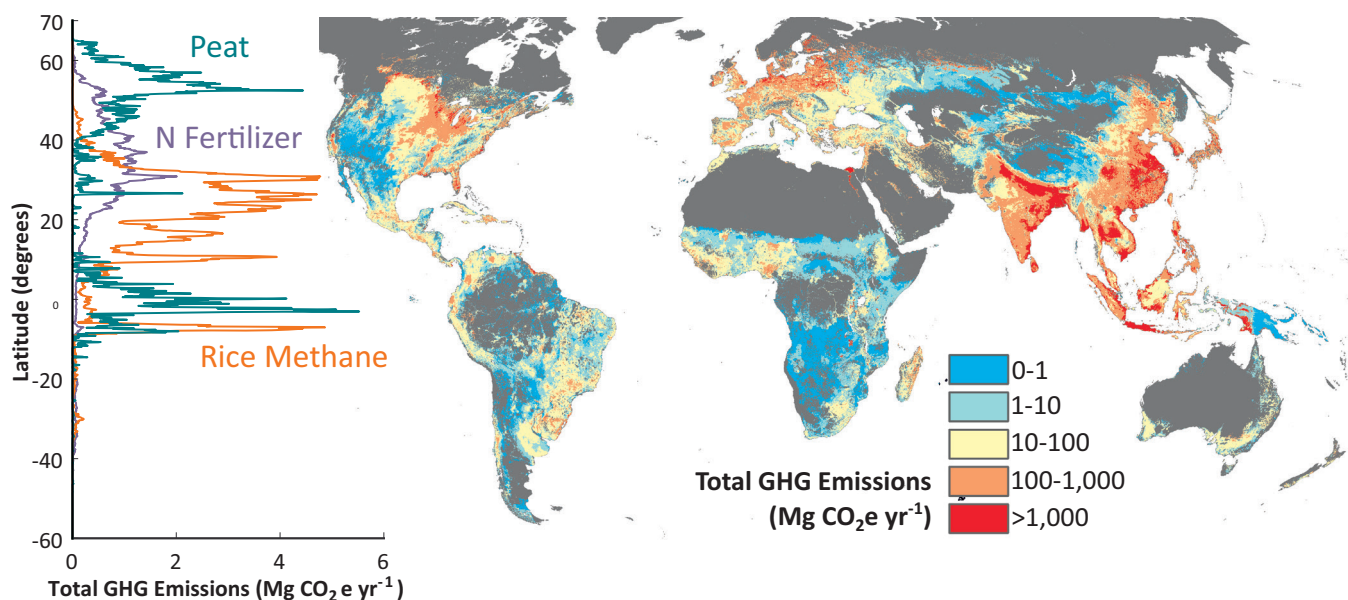 70
60
40
20
0
-20
-40
-60
0
2
4
6
Latitude (degrees)
Total GHG Emissions (Mg CO₂ e yr⁻¹)
Peat
N Fertilizer
Rice Methane
Total GHG Emissions
(Mg CO₂e yr⁻¹)
0-1
1-10
10-100
100-1,000
>1,000